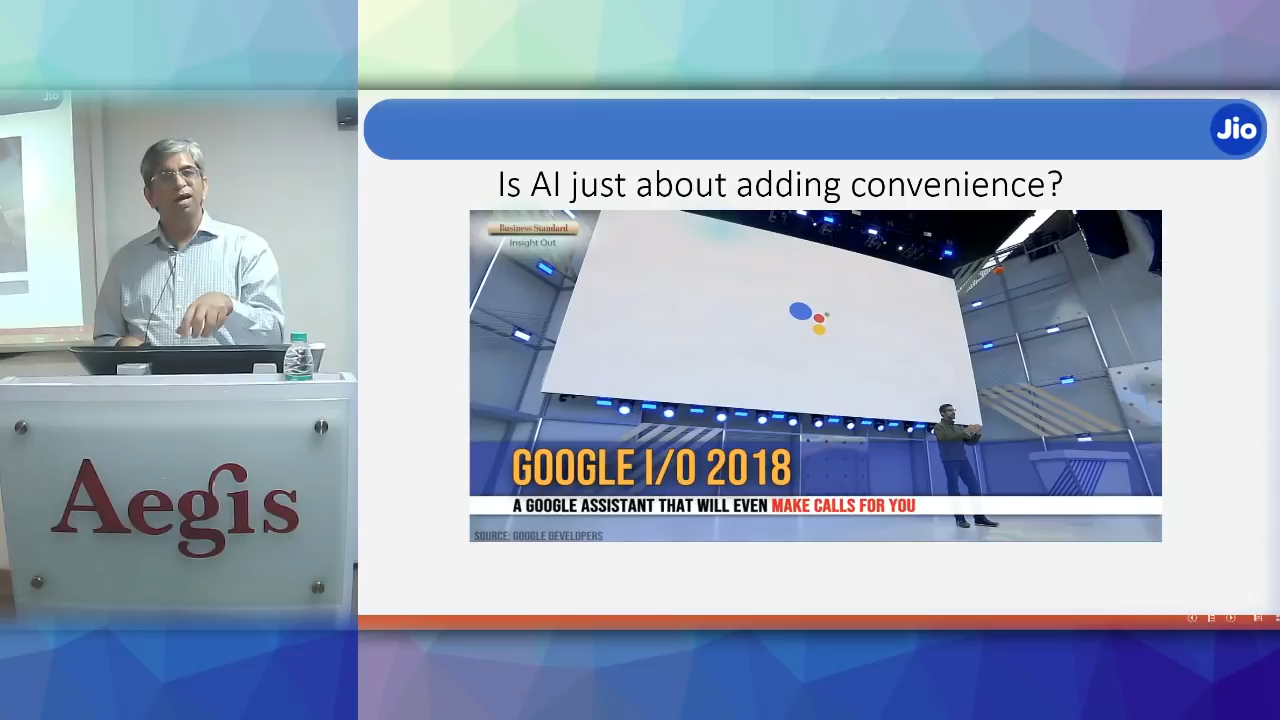 Jio
Aegis
Jio
Is AI just about adding convenience?
Business Standard
Insight Out
GOOGLE I/O 2018
A GOOGLE ASSISTANT THAT WILL EVEN MAKE CALLS FOR YOU
SOURCE: GOOGLE DEVELOPERS